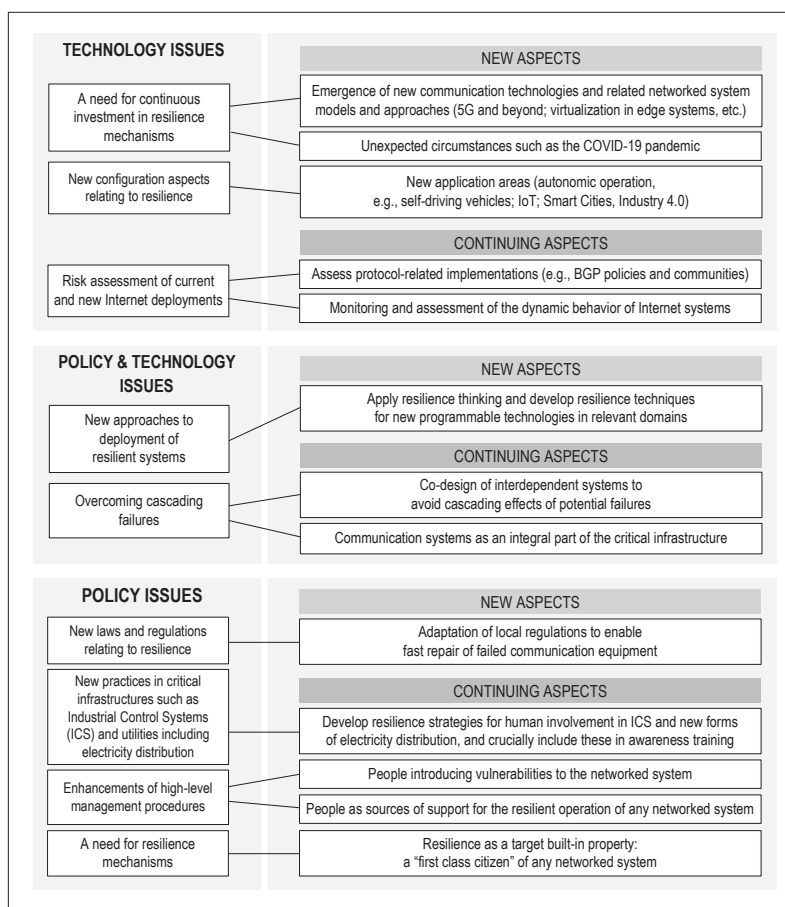 TECHNOLOGY ISSUES
NEW ASPECTS
A need for continuous
investment in resilience
mechanisms
Emergence of new communication technologies and related networked system
models and approaches (5G and beyond; virtualization in edge systems, etc.)
Unexpected circumstances such as the COVID-19 pandemic
New configuration aspects
relating to resilience
New application areas (autonomic operation,
e.g., self-driving vehicles; IoT; Smart Cities, Industry 4.0)
CONTINUING ASPECTS
Risk assessment of current
and new Internet deployments
Assess protocol-related implementations (e.g., BGP policies and communities)
Monitoring and assessment of the dynamic behavior of Internet systems
POLICY & TECHNOLOGY
ISSUES
NEW ASPECTS
New approaches to
deployment of
resilient systems
Apply resilience thinking and develop resilience techniques
for new programmable technologies in relevant domains
CONTINUING ASPECTS
Overcoming cascading
failures
Co-design of interdependent systems to
avoid cascading effects of potential failures
Communication systems as an integral part of the critical infrastructure
POLICY ISSUES
NEW ASPECTS
New laws and regulations
relating to resilience
Adaptation of local regulations to enable
fast repair of failed communication equipment
CONTINUING ASPECTS
New practices in critical
infrastructures such as
Industrial Control Systems
(ICS) and utilities including
electricity distribution
Develop resilience strategies for human involvement in ICS and new forms
of electricity distribution, and crucially include these in awareness training
Enhancements of high-level
management procedures
People introducing vulnerabilities to the networked system
People as sources of support for the resilient operation of any networked system
A need for resilience
mechanisms
Resilience as a target built-in property:
a “first class citizen” of any networked system